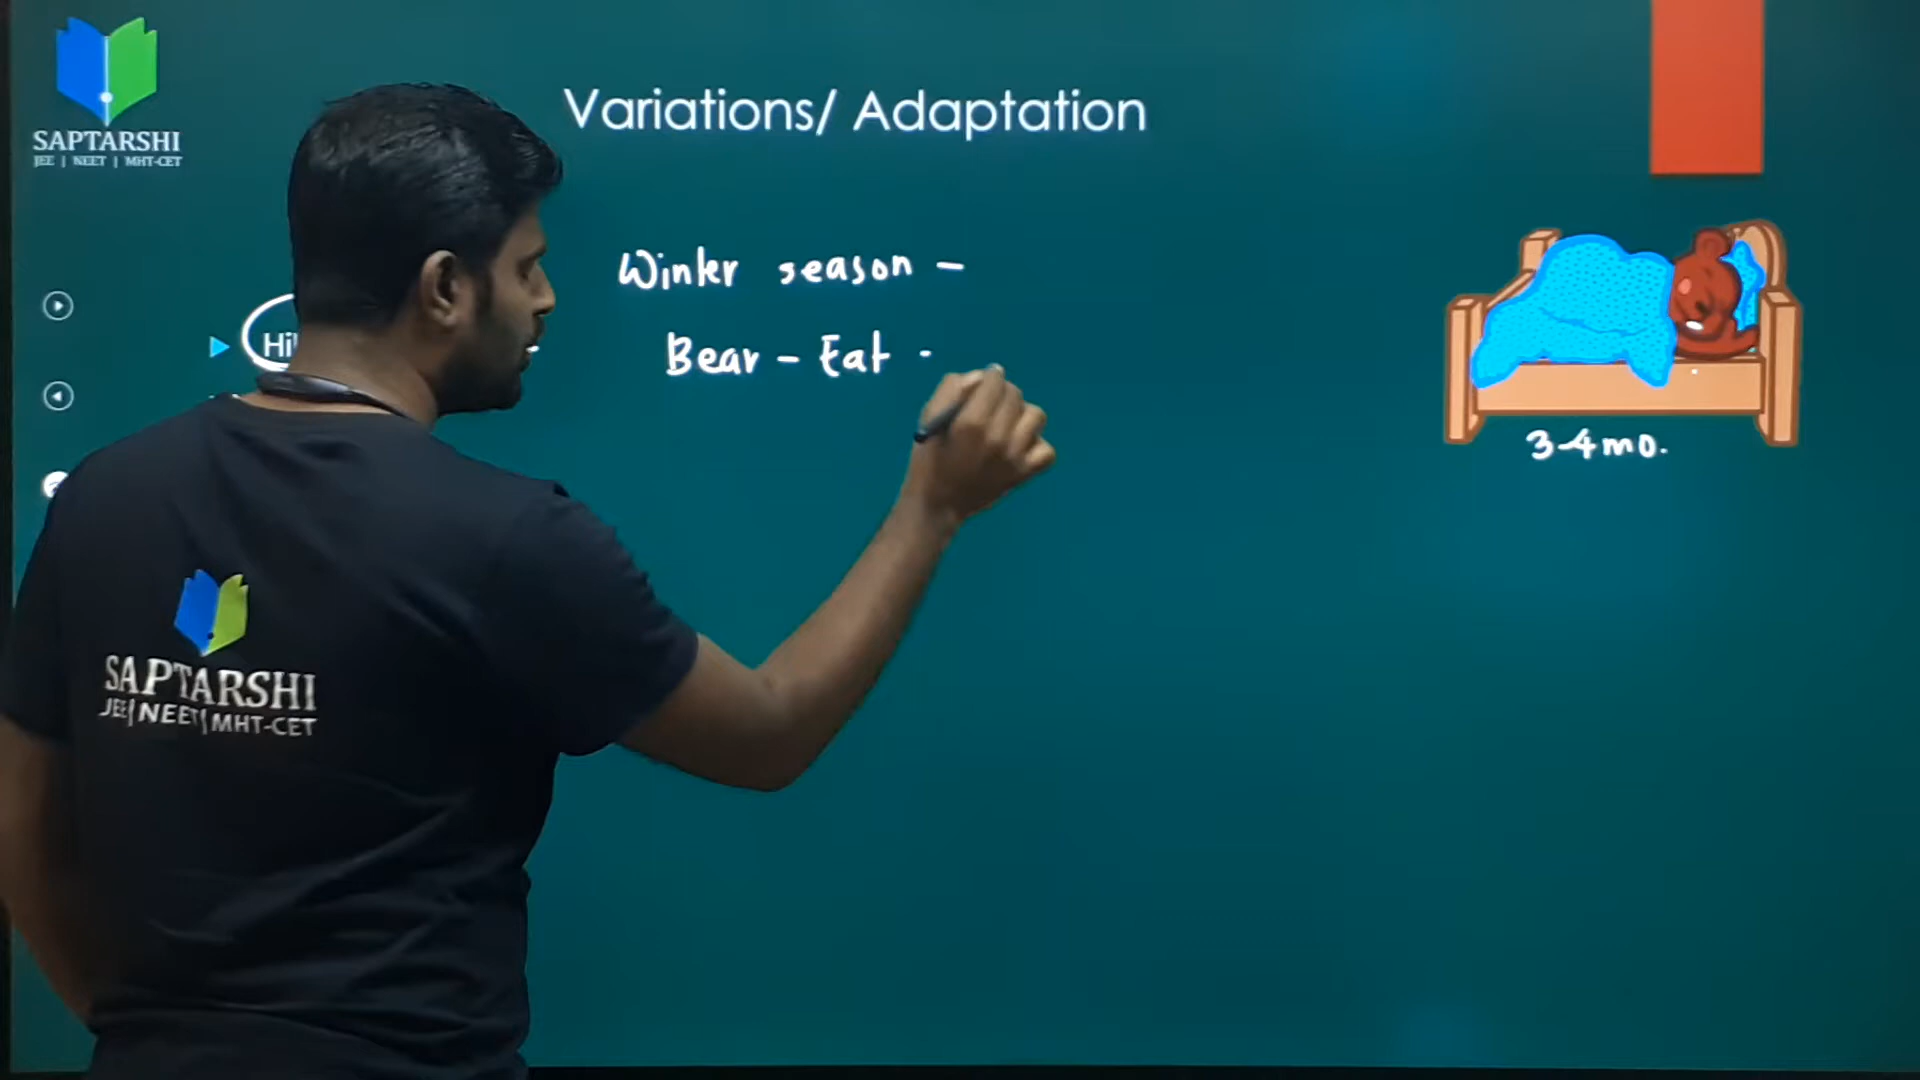 SAPTARSHI
JEE | NEET | MHT-CET
Variations/ Adaptation
Winter season -
Hi
Bear - Eat -
3-4 mo.
SAPTARSHI
JEE|NEET|MHT-CET